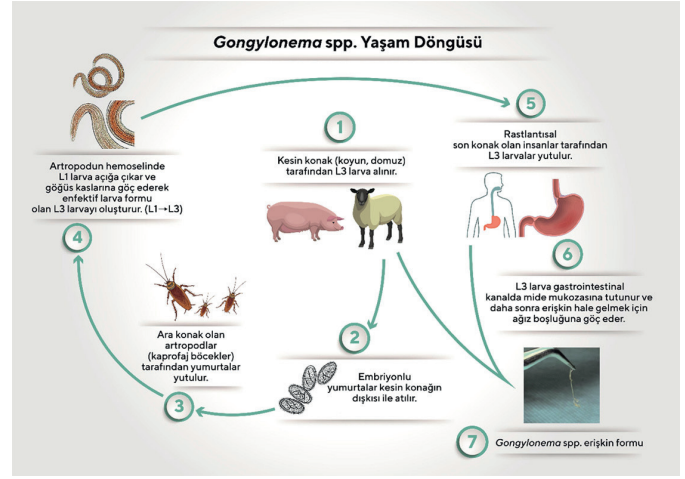 Gongylonema spp. Yaşam Döngüsü
1
Kesin konak (koyun, domuz)
tarafından L3 larva alınır.
2
Embriyonlu
yumurtalar kesin konağın
dışkısı ile atılır.
3
Ara konak olan
artropodlar
(kaprofaj böcekler)
tarafından yumurtalar
yutulur.
4
Artropodun hemoselinde
L1 larva açığa çıkar ve
göğüs kaslarına göç ederek
enfektif larva formu
olan L3 larvayı oluşturur. (L1→L3)
5
Rastlantısal
son konak olan insanlar tarafından
L3 larvalar yutulur.
6
L3 larva gastrointestinal
kanalda mide mukozasına tutunur ve
daha sonra erişkin hale gelmek için
ağız boşluğuna göç eder.
7
Gongylonema spp. erişkin formu